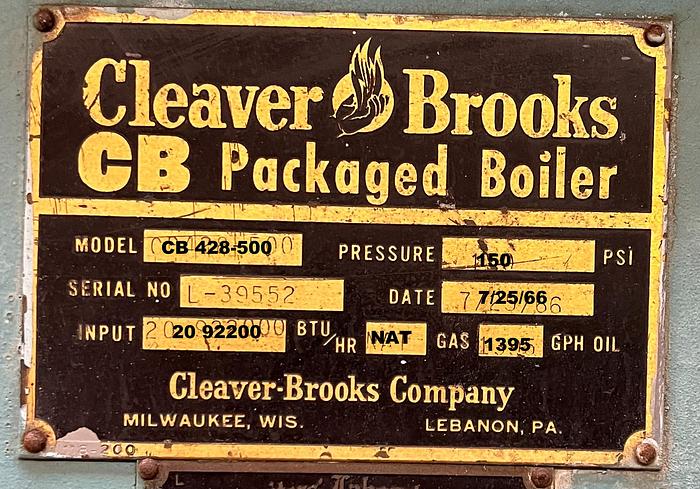 Cleaver Brooks
CB Packaged Boiler
MODEL CB 428-500 PRESSURE 150 PSI
SERIAL NO L-39552 DATE 7/25/66
INPUT 20 92200 BTU/HR NAT GAS 1395 GPH OIL
Cleaver-Brooks Company
MILWAUKEE, WIS. LEBANON, PA.
-200
L